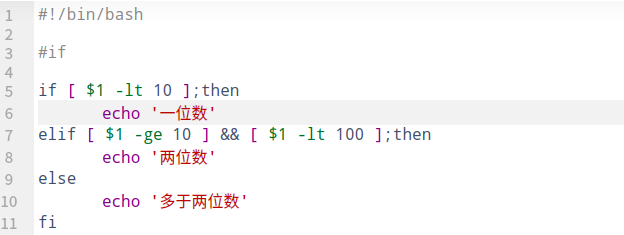 1 #!/bin/bash
2
3 #if
4
5 if [ $1 -lt 10 ];then
6 echo '一位数'
7 elif [ $1 -ge 10 ] && [ $1 -lt 100 ];then
8 echo '两位数'
9 else
10 echo '多于两位数'
11 fi